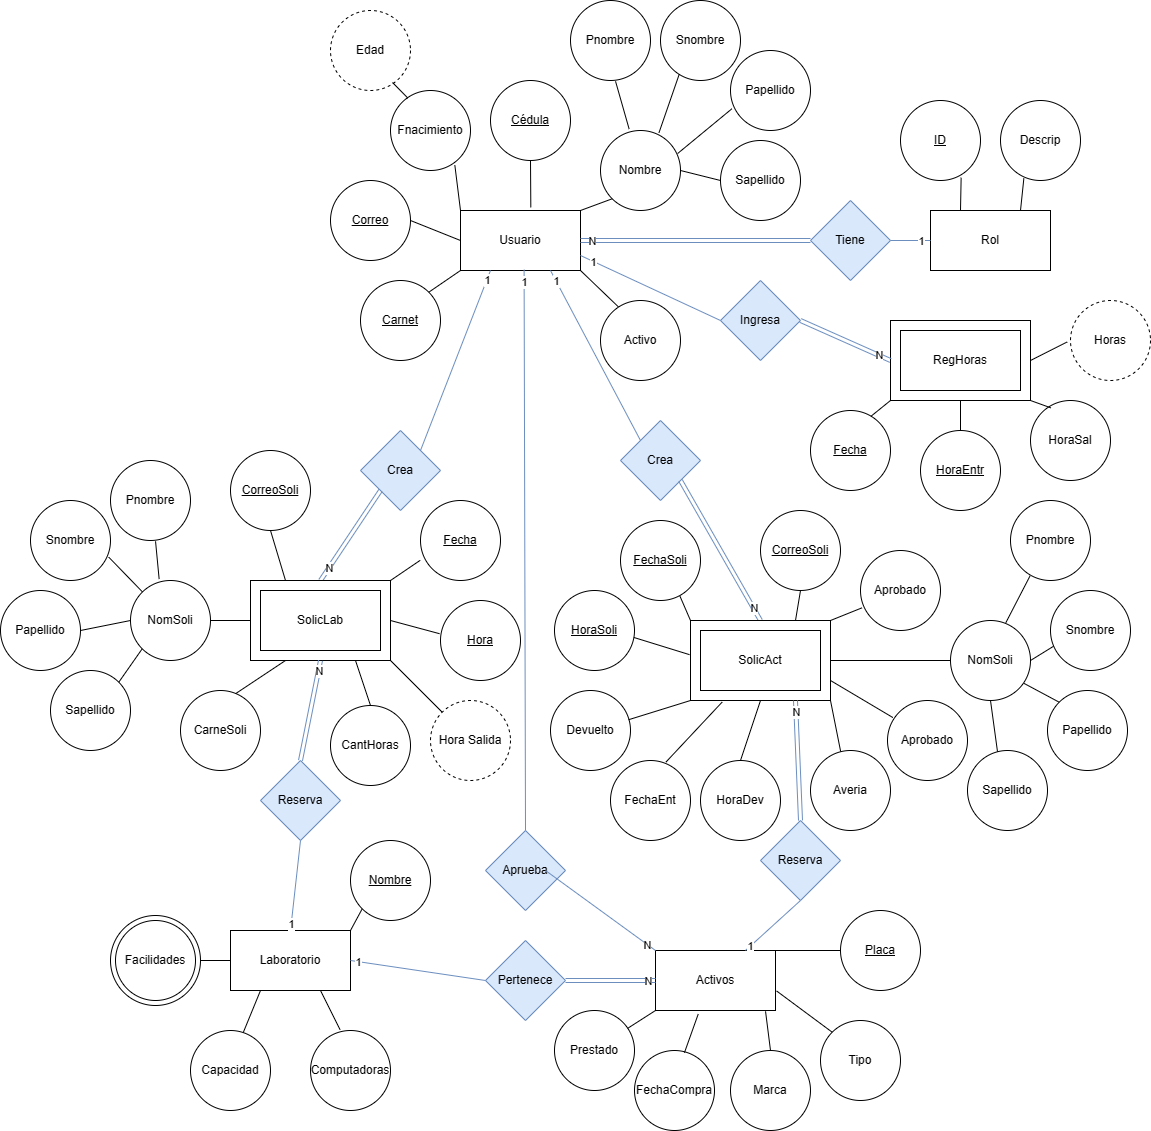 Edad
Pnombre
Snombre
Papellido
Fnacimiento
Cédula
Nombre
Sapellido
ID
Descrip
Correo
Usuario
N
Tiene
1
Rol
1
Carnet
1
1
1
Activo
Ingresa
N
RegHoras
Horas
Fecha
HoraEntr
HoraSal
Crea
Crea
CorreoSoli
Pnombre
Snombre
Fecha
N
Papellido
NomSoli
SolicLab
Hora
Sapellido
CarneSoli
N
CantHoras
Hora Salida
FechaSoli
CorreoSoli
Aprobado
Pnombre
N
HoraSoli
SolicAct
NomSoli
Snombre
Devuelto
N
Aprobado
Papellido
FechaEnt
HoraDev
Averia
Sapellido
Reserva
Reserva
Aprueba
Nombre
1
N
1
Placa
Facilidades
Laboratorio
1
Pertenece
N
Activos
Capacidad
Computadoras
Prestado
FechaCompra
Marca
Tipo